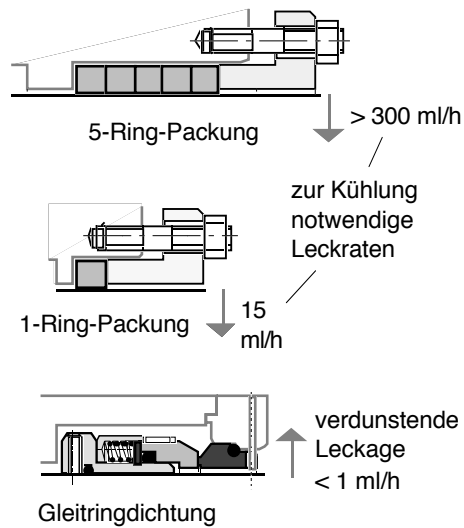 5-Ring-Packung
> 300 ml/h
zur Kühlung
notwendige
Leckraten
1-Ring-Packung
15
ml/h
verdunstende
Leckage
< 1 ml/h
Gleitringdichtung